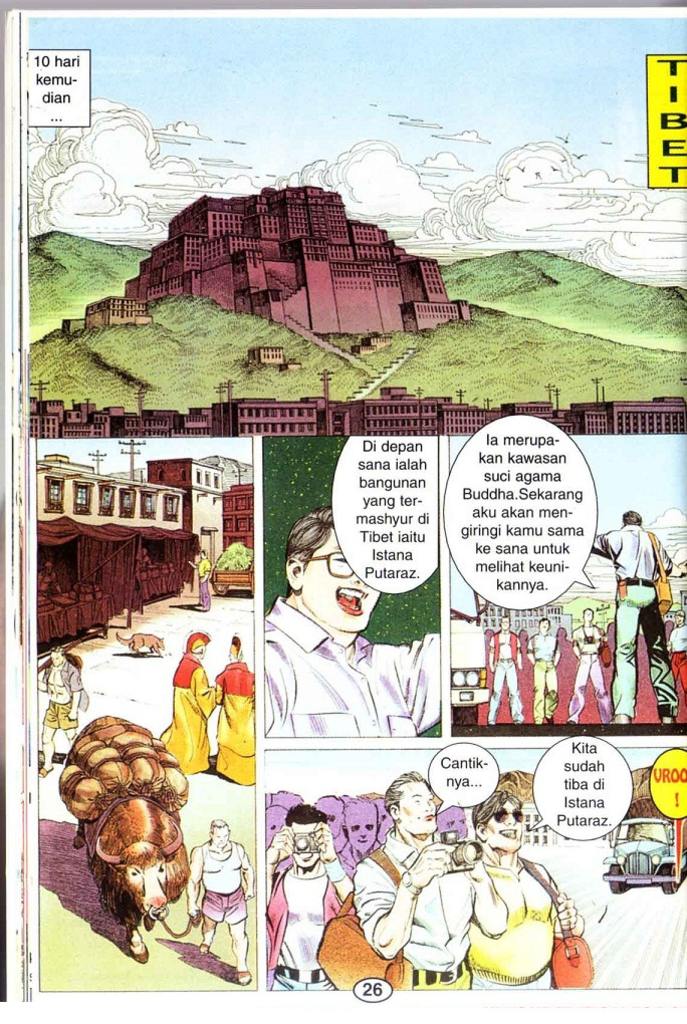 10 hari
kemu-
dian
...
T
I
B
E
T
Di depan
sana ialah
bangunan
yang ter-
mashyur di
Tibet iaitu
Istana
Putaraz.
Ia merupa-
kan kawasan
suci agama
Buddha.Sekarang
aku akan men-
giringi kamu sama
ke sana untuk
melihat keuni-
kannya.
Cantik-
nya...
Kita
sudah
tiba di
Istana
Putaraz.
VROO
!
26